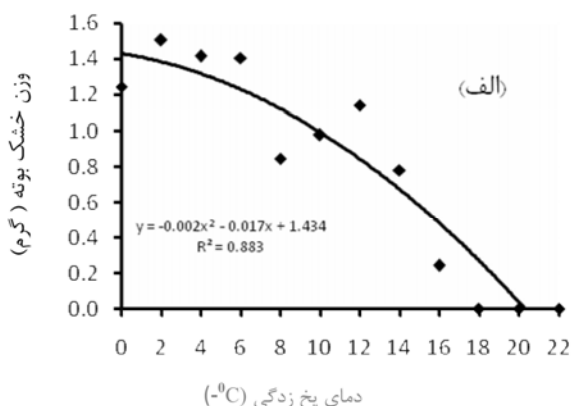 1.6
1.4
1.2
1.0
0.8
0.6
0.4
0.2
0.0
وزن خشک بوته ( گرم)
(الف)
y = -0.002x² - 0.017x + 1.434
R² = 0.883
0 2 4 6 8 10 12 14 16 18 20 22
دمای یخ زدگی (-⁰C)